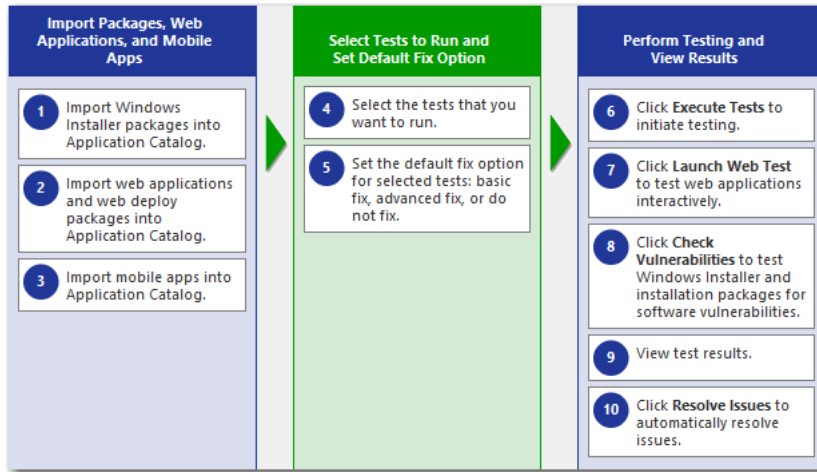 Import Packages, Web
Applications, and Mobile
Apps
1
Import Windows
Installer packages into
Application Catalog.
2
Import web applications
and web deploy
packages into
Application Catalog.
3
Import mobile apps into
Application Catalog.
Select Tests to Run and
Set Default Fix Option
4
Select the tests that you
want to run.
5
Set the default fix option
for selected tests: basic
fix, advanced fix, or do
not fix.
Perform Testing and
View Results
6
Click Execute Tests to
initiate testing.
7
Click Launch Web Test
to test web applications
interactively.
8
Click Check
Vulnerabilities to test
Windows Installer and
installation packages for
software vulnerabilities.
9
View test results.
10
Click Resolve Issues to
automatically resolve
issues.